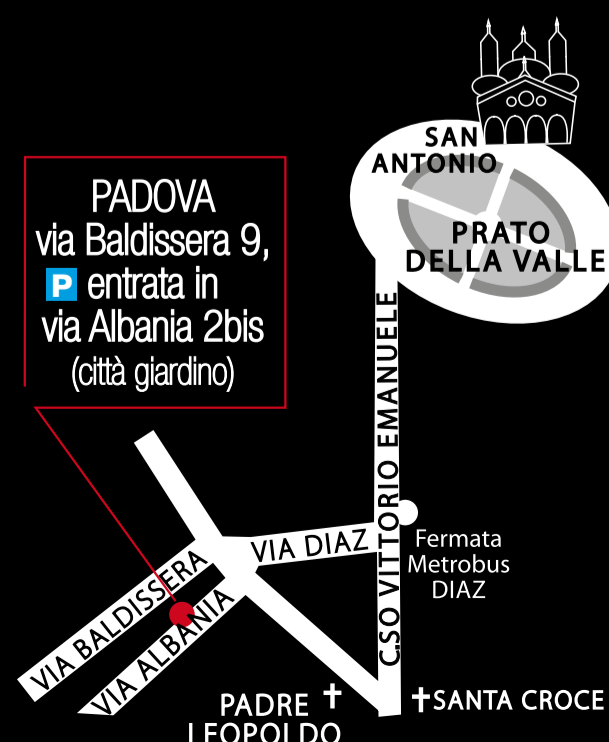 SAN
ANTONIO
PRATO
DELLA VALLE
PADOVA
via Baldissera 9,
P entrata in
via Albania 2bis
(città giardino)
C.SO VITTORIO EMANUELE
VIA DIAZ
Fermata
Metrobus
DIAZ
VIA BALDISSERA
VIA ALBANIA
PADRE
LEOPOLDO
SANTA CROCE